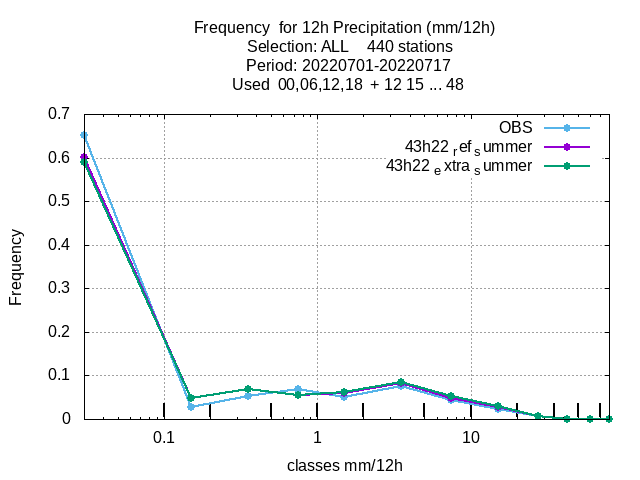 Frequency  for 12h Precipitation (mm/12h)
Selection: ALL    440 stations
Period: 20220701-20220717
Used  00,06,12,18  + 12 15 ... 48
OBS
43h22 ref summer
43h22 extra summer
0.7
0.6
0.5
0.4
0.3
0.2
0.1
0
Frequency
0.1 1 10
classes mm/12h